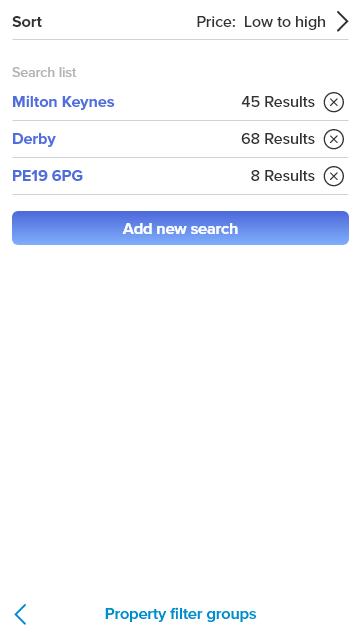 Sort Price: Low to high
Search list
Milton Keynes 45 Results
Derby 68 Results
PE19 6PG 8 Results
Add new search
Property filter groups